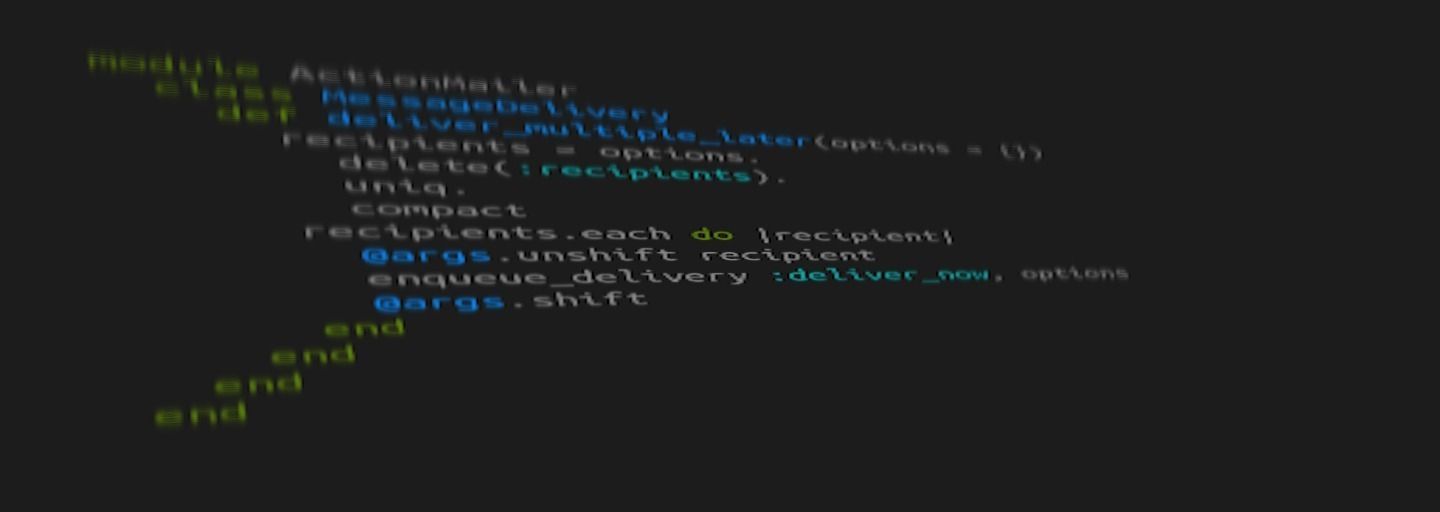 module ActionMailer
class MessageDelivery
def deliver_multiple_later(options = {})
recipients = options.
delete(:recipients).
uniq.
compact
recipients.each do |recipient|
@args.unshift recipient
enqueue_delivery :deliver_now, options
@args.shift
end
end
end
end